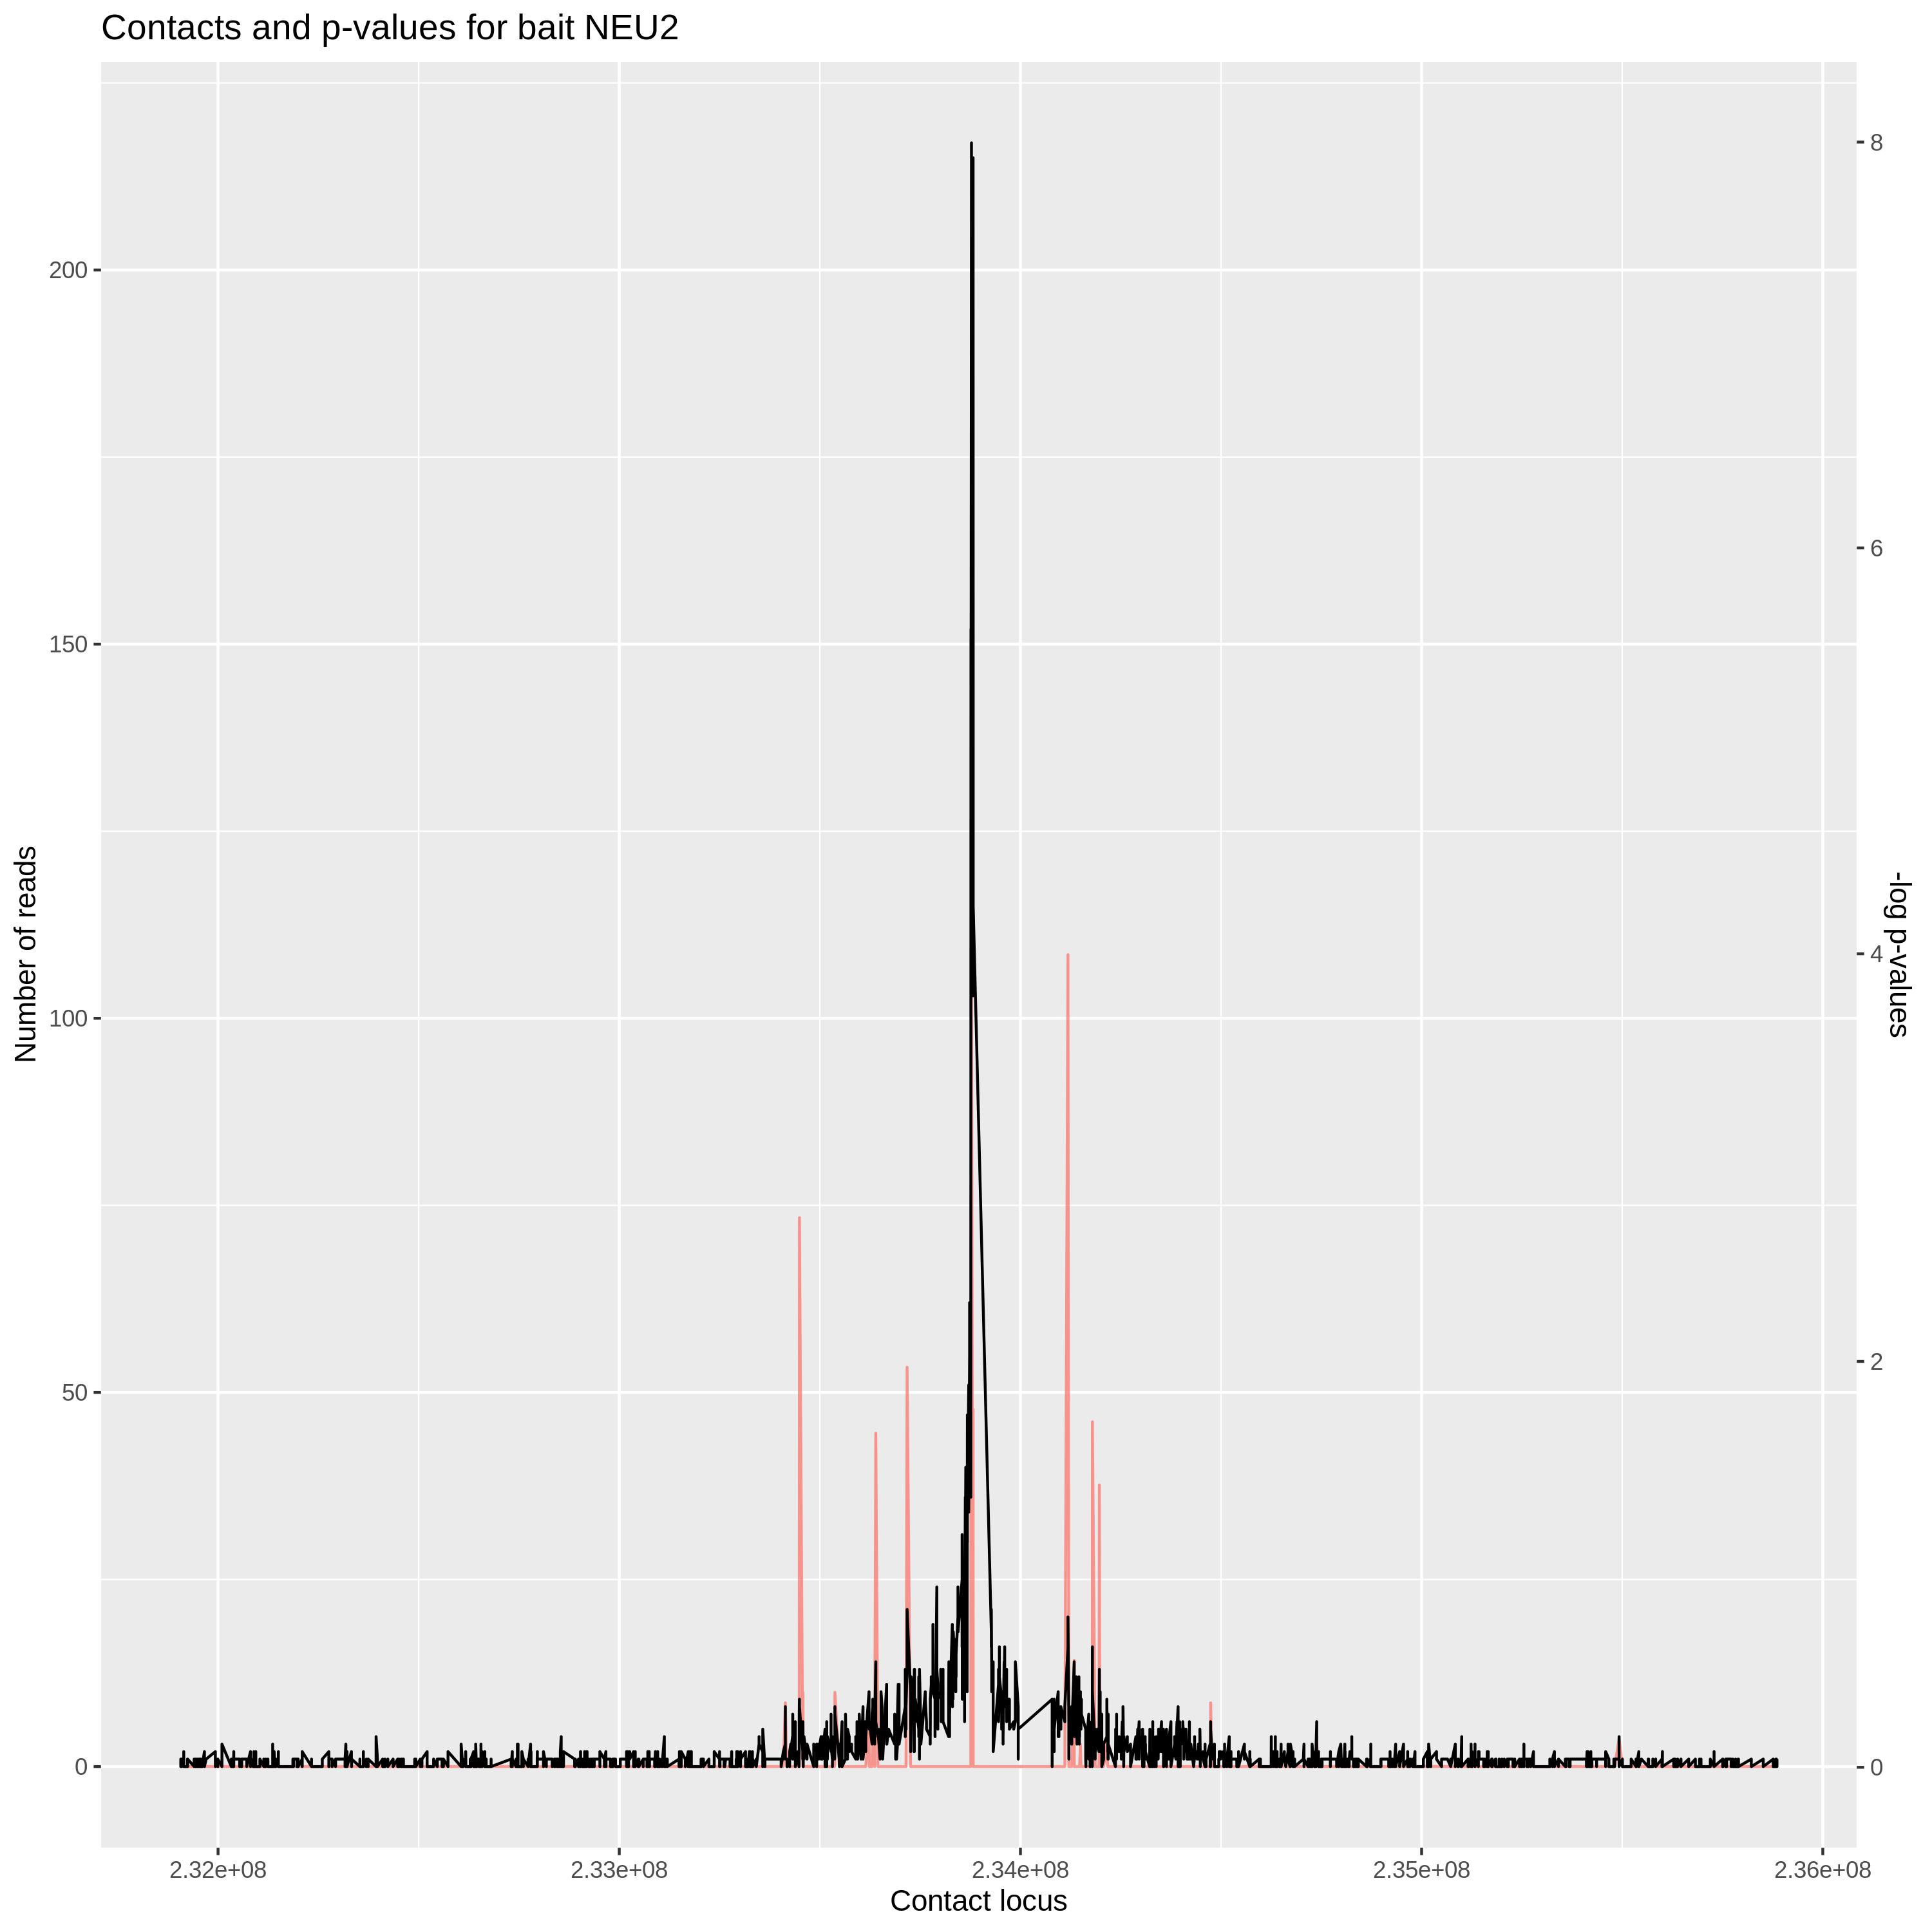 Contacts and p-values for bait NEU2
Number of reads
200
150
100
50
0
8
6
4
2
0
-log p-values
2.32e+08
2.33e+08
2.34e+08
2.35e+08
2.36e+08
Contact locus